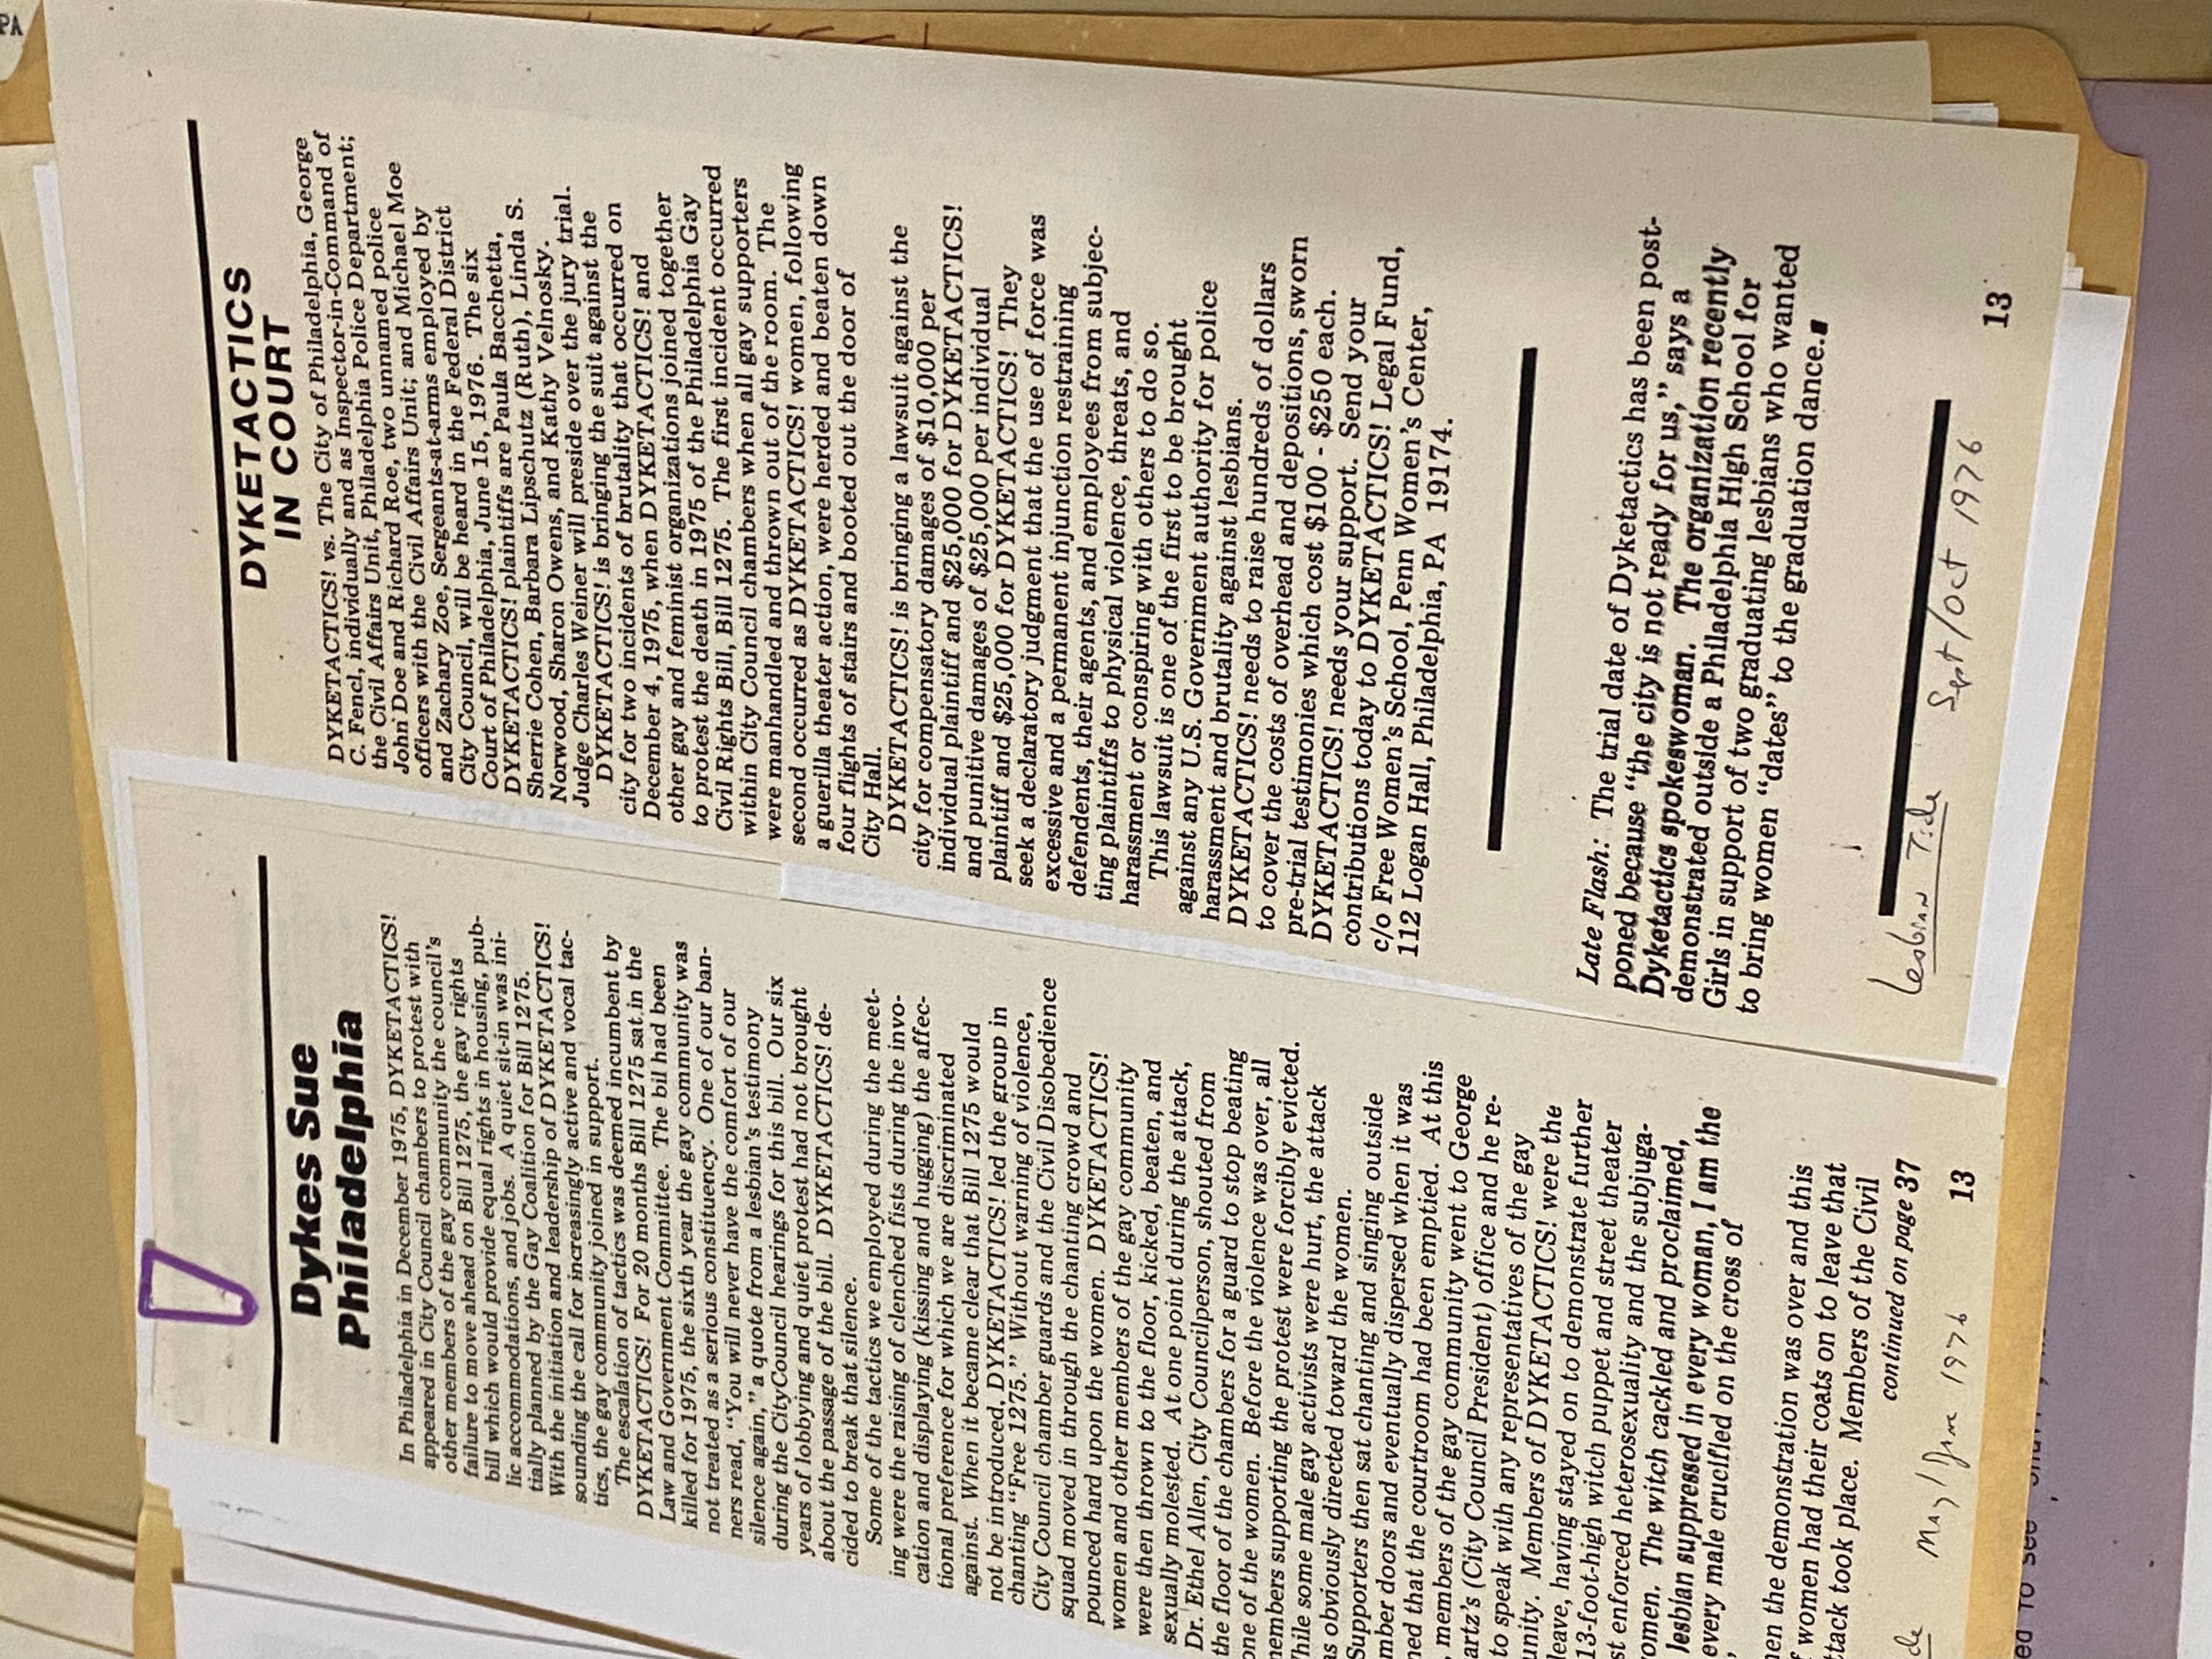 Dykes Sue
Philadelphia
In Philadelphia in December 1975, DYKETACTICS!
appeared in City Council chambers to protest with
other members of the gay community the council's
failure to move ahead on Bill 1275, the gay rights
bill which would provide equal rights in housing, pub-
lic accommodations, and jobs. A quiet sit-in was ini-
tially planned by the Gay Coalition for Bill 1275.
With the initiation and leadership of DYKETACTICS!
sounding the call for increasingly active and vocal tac-
tics, the gay community joined in support.
The escalation of tactics was deemed incumbent by
DYKETACTICS! For 20 months Bill 1275 sat in the
Law and Government Committee. The bil had been
killed for 1975, the sixth year the gay community was
not treated as a serious constituency. One of our ban-
ners read, "You will never have the comfort of our
silence again," a quote from a lesbian's testimony
during the CityCouncil hearings for this bill. Our six
years of lobbying and quiet protest had not brought
about the passage of the bill. DYKETACTICS! de-
cided to break that silence.
Some of the tactics we employed during the meet-
ing were the raising of clenched fists during the invo-
cation and displaying (kissing and hugging) the affec-
tional preference for which we are discriminated
against. When it became clear that Bill 1275 would
not be introduced, DYKETACTICS! led the group in
chanting "Free 1275." Without warning of violence,
City Council chamber guards and the Civil Disobedience
squad moved in through the chanting crowd and
pounced hard upon the women. DYKETACTICS!
women and other members of the gay community
were then thrown to the floor, kicked, beaten, and
sexually molested. At one point during the attack,
Dr. Ethel Allen, City Councilperson, shouted from
the floor of the chambers for a guard to stop beating
one of the women. Before the violence was over, all
members supporting the protest were forcibly evicted.
While some male gay activists were hurt, the attack
as obviously directed toward the women.
Supporters then sat chanting and singing outside
mber doors and eventually dispersed when it was
ned that the courtroom had been emptied. At this
, members of the gay community went to George
artz's (City Council President) office and he re-
to speak with any representatives of the gay
unity. Members of DYKETACTICS! were the
leave, having stayed on to demonstrate further
13-foot-high witch puppet and street theater
st enforced heterosexuality and the subjuga-
omen. The witch cackled and proclaimed,
lesbian suppressed in every woman, I am the
every male crucified on the cross of
hen the demonstration was over and this
f women had their coats on to leave that
ttack took place. Members of the Civil
continued on page 37
de May/June 1976
13
DYKETACTICS
IN COURT
DYKETACTICS! vs. The City of Philadelphia, George
C. Fencl, individually and as Inspector-in-Command of
the Civil Affairs Unit, Philadelphia Police Department;
John Doe and Richard Roe, two unnamed police
officers with the Civil Affairs Unit; and Michael Moe
and Zachary Zoe, Sergeants-at-arms employed by
City Council, will be heard in the Federal District
Court of Philadelphia, June 15, 1976. The six
DYKETACTICS! plaintiffs are Paula Bacchetta,
Sherrie Cohen, Barbara Lipschutz (Ruth), Linda S.
Norwood, Sharon Owens, and Kathy Velnosky.
Judge Charles Weiner will preside over the jury trial.
DYKETACTICS! is bringing the suit against the
city for two incidents of brutality that occurred on
December 4, 1975, when DYKETACTICS! and
other gay and feminist organizations joined together
to protest the death in 1975 of the Philadelphia Gay
Civil Rights Bill, Bill 1275. The first incident occurred
within City Council chambers when all gay supporters
were manhandled and thrown out of the room. The
second occurred as DYKETACTICS! women, following
a guerilla theater action, were herded and beaten down
four flights of stairs and booted out the door of
City Hall.
DYKETACTICS! is bringing a lawsuit against the
city for compensatory damages of $10,000 per
individual plaintiff and $25,000 for DYKETACTICS!
and punitive damages of $25,000 per individual
plaintiff and $25,000 for DYKETACTICS! They
seek a declaratory judgment that the use of force was
excessive and a permanent injunction restraining
defendents, their agents, and employees from subjec-
ting plaintiffs to physical violence, threats, and
harassment or conspiring with others to do so.
This lawsuit is one of the first to be brought
against any U.S. Government authority for police
harassment and brutality against lesbians.
DYKETACTICS! needs to raise hundreds of dollars
to cover the costs of overhead and depositions, sworn
pre-trial testimonies which cost $100 - $250 each.
DYKETACTICS! needs your support. Send your
contributions today to DYKETACTICS! Legal Fund,
c/o Free Women's School, Penn Women's Center,
112 Logan Hall, Philadelphia, PA 19174.
Late Flash: The trial date of Dyketactics has been post-
poned because "the city is not ready for us," says a
Dyketactics spokeswoman. The organization recently
demonstrated outside a Philadelphia High School for
Girls in support of two graduating lesbians who wanted
to bring women "dates" to the graduation dance.
Lesbian Tide Sept/Oct 1976
13
PA
ed to see